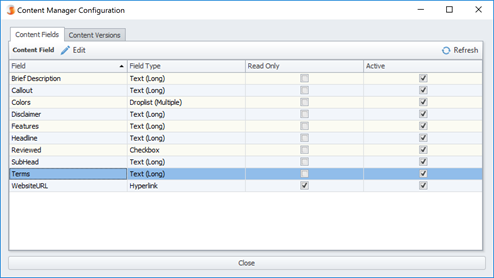 Content Manager Configuration
Content Fields Content Versions
Content Field Edit Refresh
Field Field Type Read Only Active
Brief Description Text (Long)
Callout Text (Long)
Colors Droplist (Multiple)
Disclaimer Text (Long)
Features Text (Long)
Headline Text (Long)
Reviewed Checkbox
SubHead Text (Long)
Terms Text (Long)
WebsiteURL Hyperlink
Close